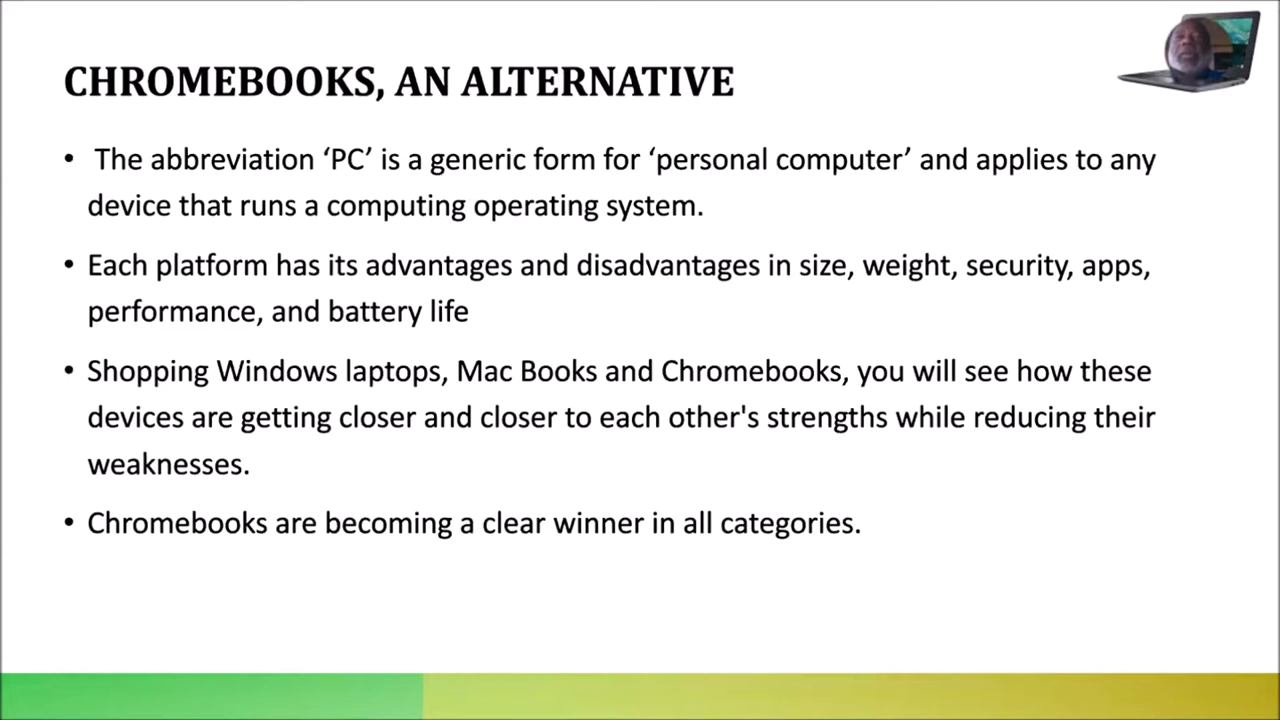 CHROMEBOOKS, AN ALTERNATIVE
• The abbreviation ‘PC’ is a generic form for ‘personal computer’ and applies to any
device that runs a computing operating system.
• Each platform has its advantages and disadvantages in size, weight, security, apps,
performance, and battery life
• Shopping Windows laptops, Mac Books and Chromebooks, you will see how these
devices are getting closer and closer to each other's strengths while reducing their
weaknesses.
• Chromebooks are becoming a clear winner in all categories.